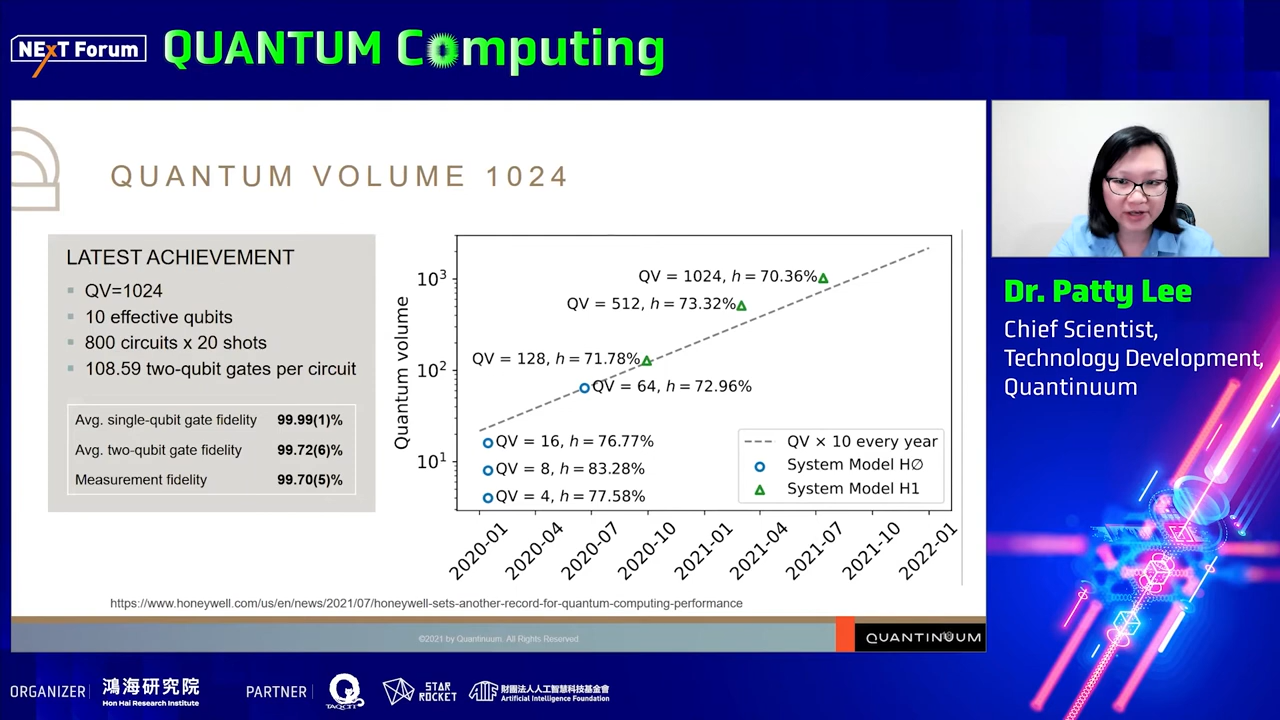 NExT Forum
QUANTUM Computing
QUANTUM VOLUME 1024
LATEST ACHIEVEMENT
QV=1024
10 effective qubits
800 circuits x 20 shots
108.59 two-qubit gates per circuit
Avg. single-qubit gate fidelity 99.99(1)%
Avg. two-qubit gate fidelity 99.72(6)%
Measurement fidelity 99.70(5)%
Quantum volume
10³
10²
10¹
QV = 1024, h = 70.36%
QV = 512, h = 73.32%
QV = 128, h = 71.78%
QV = 64, h = 72.96%
QV = 16, h = 76.77%
QV = 8, h = 83.28%
QV = 4, h = 77.58%
QV × 10 every year
System Model H∅
System Model H1
2020-01
2020-04
2020-07
2020-10
2021-01
2021-04
2021-07
2021-10
2022-01
https://www.honeywell.com/us/en/news/2021/07/honeywell-sets-another-record-for-quantum-computing-performance
©2021 by Quantinuum. All Rights Reserved
QUANTINUUM
Dr. Patty Lee
Chief Scientist,
Technology Development,
Quantinuum
ORGANIZER
鴻海研究院
Hon Hai Research Institute
PARTNER
TAQCIT
STAR
ROCKET
AIF
財團法人人工智慧科技基金會
Artificial Intelligence Foundation